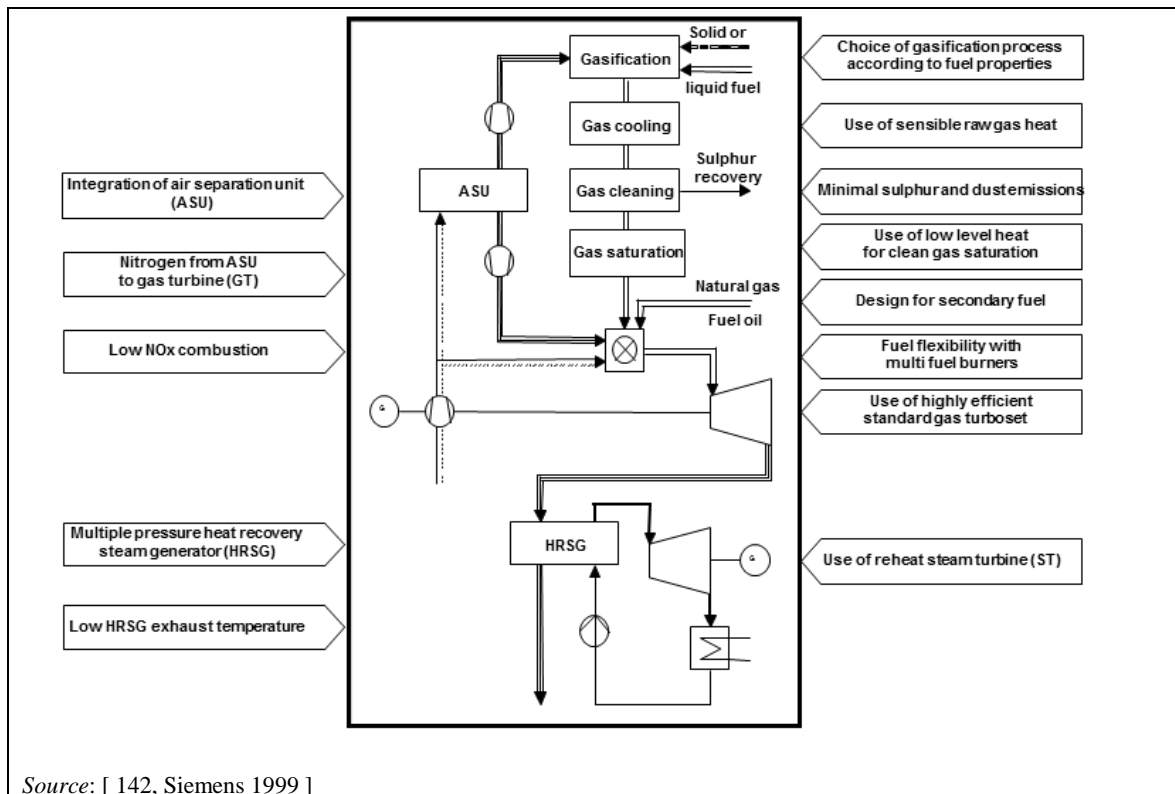 Integration of air separation unit
(ASU)
Nitrogen from ASU
to gas turbine (GT)
Low NOx combustion
Multiple pressure heat recovery
steam generator (HRSG)
Low HRSG exhaust temperature
Solid or
Gasification
liquid fuel
Gas cooling
Sulphur
recovery
ASU
Gas cleaning
Gas saturation
Natural gas
Fuel oil
G
HRSG
G
Choice of gasification process
according to fuel properties
Use of sensible raw gas heat
Minimal sulphur and dust emissions
Use of low level heat
for clean gas saturation
Design for secondary fuel
Fuel flexibility with
multi fuel burners
Use of highly efficient
standard gas turboset
Use of reheat steam turbine (ST)
Source: [ 142, Siemens 1999 ]